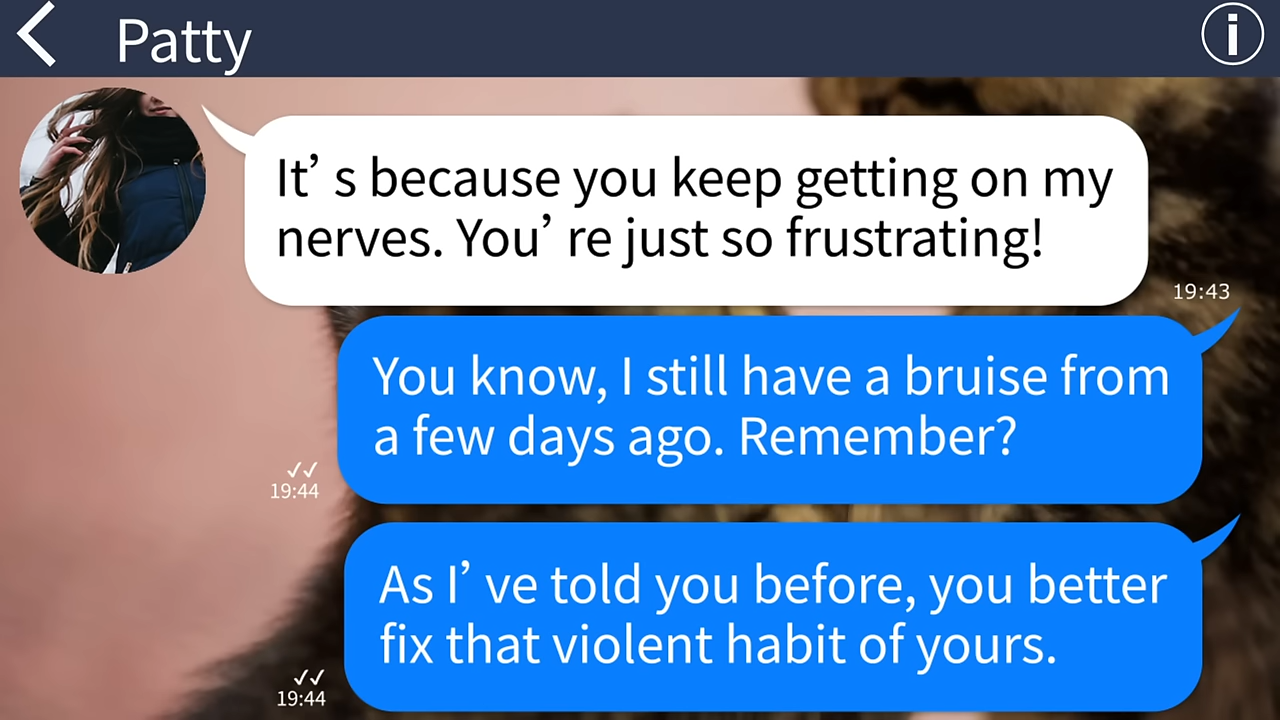 Patty
It’ s because you keep getting on my
nerves. You’ re just so frustrating!
19:43
You know, I still have a bruise from
a few days ago. Remember?
19:44
As I’ ve told you before, you better
fix that violent habit of yours.
19:44